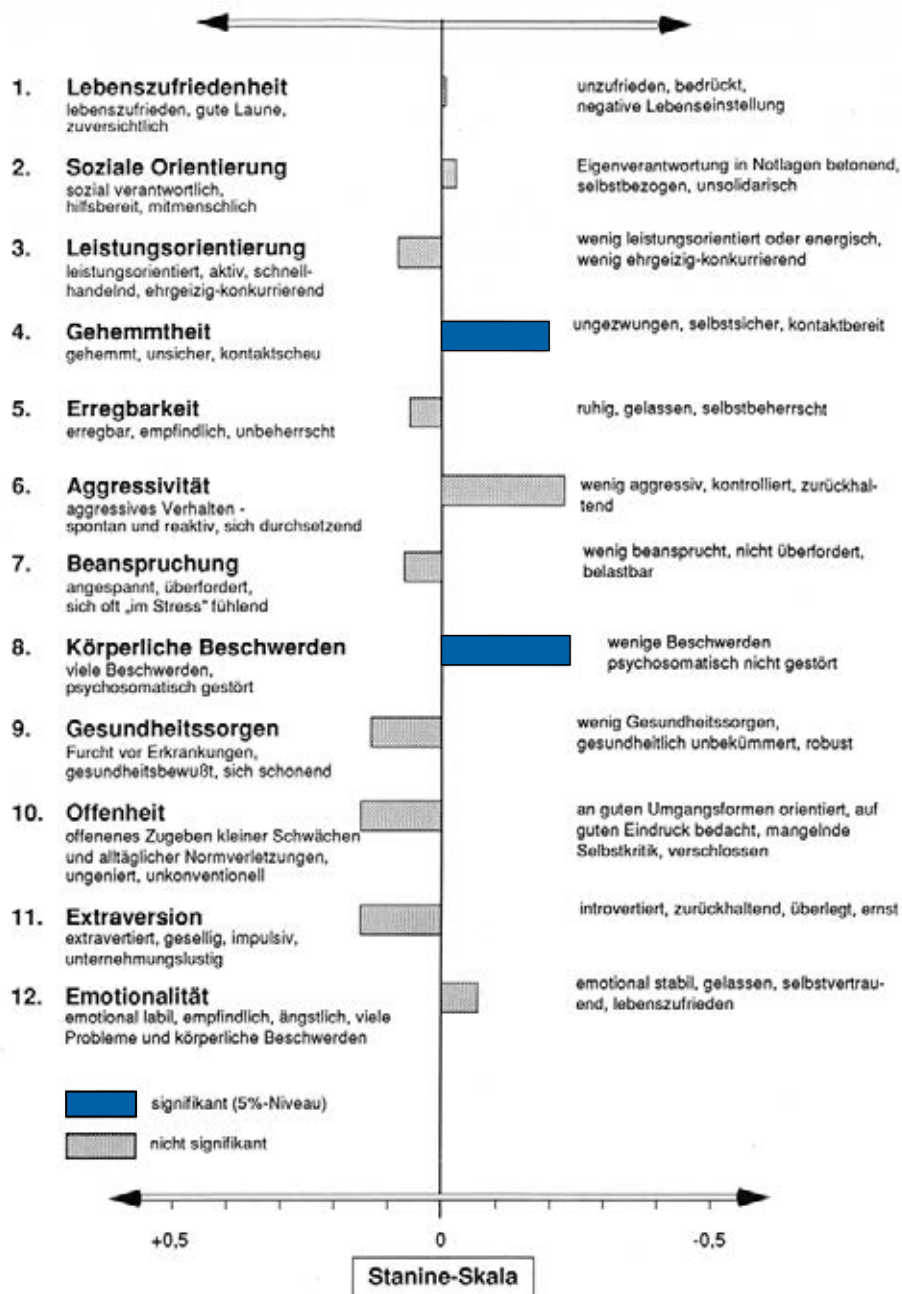 1. Lebenszufriedenheit
lebenszufrieden, gute Laune,
zuversichtlich
unzufrieden, bedrückt,
negative Lebenseinstellung
2. Soziale Orientierung
sozial verantwortlich,
hilfsbereit, mitmenschlich
Eigenverantwortung in Notlagen betonend,
selbstbezogen, unsolidarisch
3. Leistungsorientierung
leistungsorientiert, aktiv, schnell-
handelnd, ehrgeizig-konkurrierend
wenig leistungsorientiert oder energisch,
wenig ehrgeizig-konkurrierend
4. Gehemmtheit
gehemmt, unsicher, kontaktscheu
ungezwungen, selbstsicher, kontaktbereit
5. Erregbarkeit
erregbar, empfindlich, unbeherrscht
ruhig, gelassen, selbstbeherrscht
6. Aggressivität
aggressives Verhalten -
spontan und reaktiv, sich durchsetzend
wenig aggressiv, kontrolliert, zurückhal-
tend
7. Beanspruchung
angespannt, überfordert,
sich oft „im Stress" fühlend
wenig beansprucht, nicht überfordert,
belastbar
8. Körperliche Beschwerden
viele Beschwerden,
psychosomatisch gestört
wenige Beschwerden
psychosomatisch nicht gestört
9. Gesundheitssorgen
Furcht vor Erkrankungen,
gesundheitsbewußt, sich schonend
wenig Gesundheitssorgen,
gesundheitlich unbekümmert, robust
10. Offenheit
offenenes Zugeben kleiner Schwächen
und alltäglicher Normverletzungen,
ungeniert, unkonventionell
an guten Umgangsformen orientiert, auf
guten Eindruck bedacht, mangelnde
Selbstkritik, verschlossen
11. Extraversion
extravertiert, gesellig, impulsiv,
unternehmungslustig
introvertiert, zurückhaltend, überlegt, ernst
12. Emotionalität
emotional labil, empfindlich, ängstlich, viele
Probleme und körperliche Beschwerden
emotional stabil, gelassen, selbstvertrau-
end, lebenszufrieden
signifikant (5%-Niveau)
nicht signifikant
+0,5 0 -0,5
Stanine-Skala